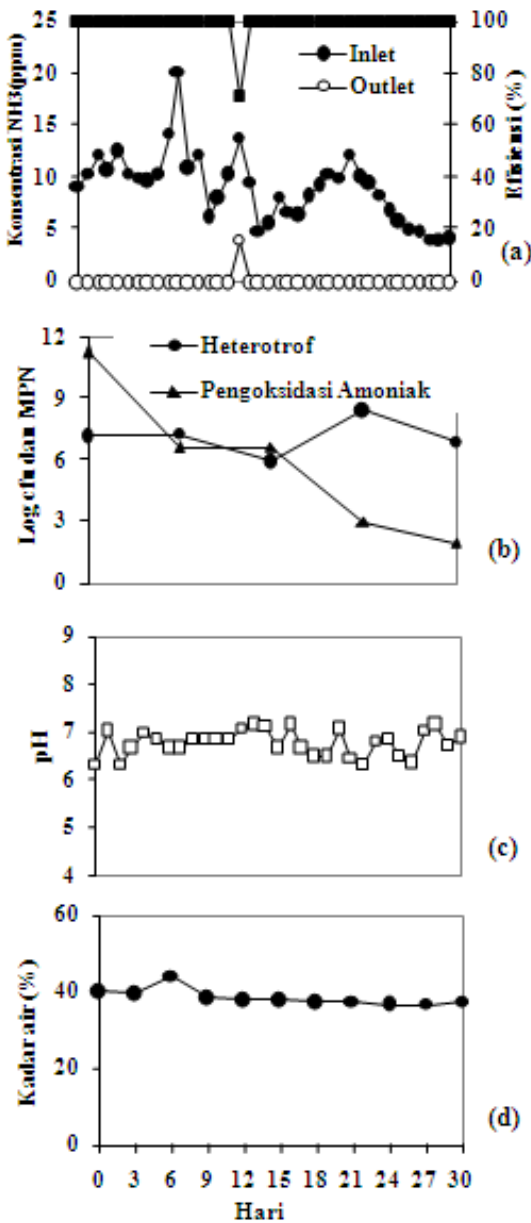 Konsentrasi NH3(ppm)
25
20
15
10
5
0
Inlet
Outlet
100
80
60
40
20
0
Efisiensi (%)
(a)
Log cfu dan MPN
12
9
6
3
0
Heterotrof
Pengoksidasi Amoniak
(b)
pH
9
8
7
6
5
4
(c)
Kadar air (%)
60
40
20
0
(d)
0 3 6 9 12 15 18 21 24 27 30
Hari